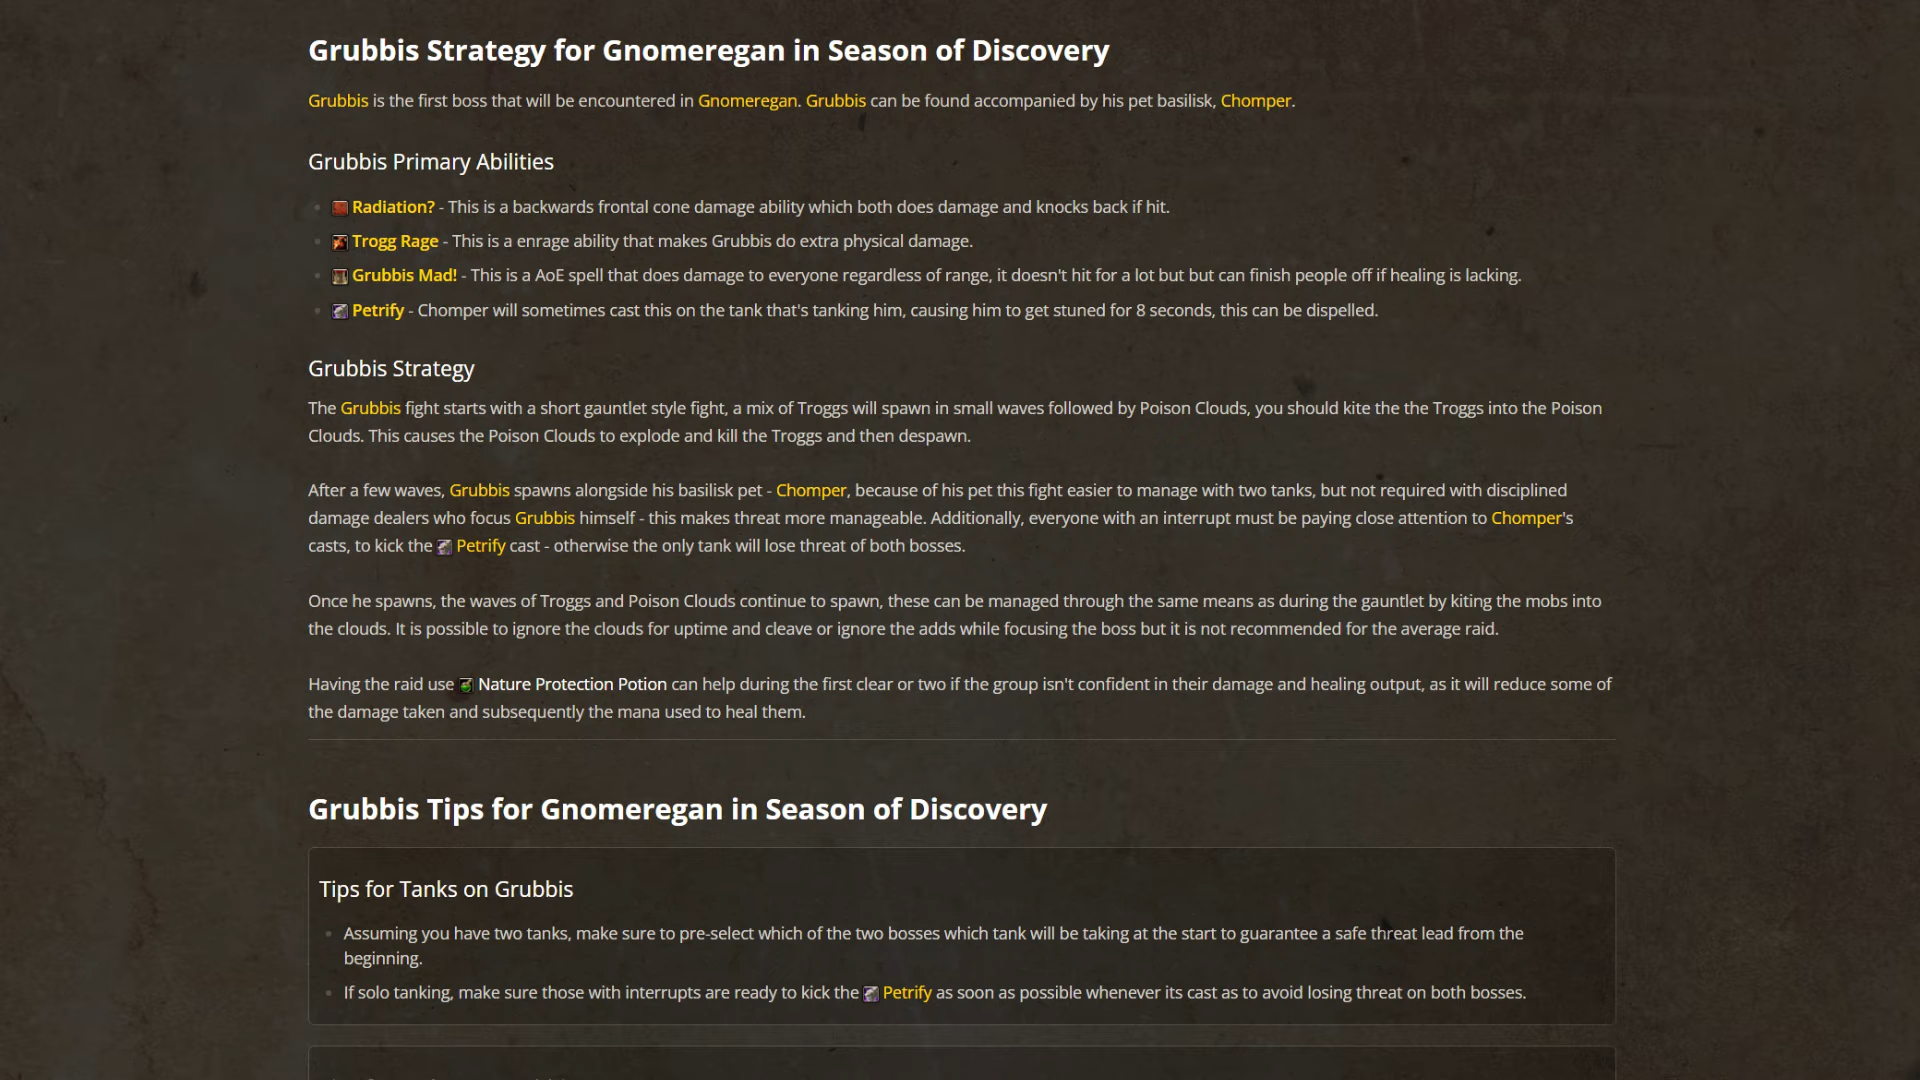 Grubbis Strategy for Gnomeregan in Season of Discovery
Grubbis is the first boss that will be encountered in Gnomeregan. Grubbis can be found accompanied by his pet basilisk, Chomper.
Grubbis Primary Abilities
Radiation? - This is a backwards frontal cone damage ability which both does damage and knocks back if hit.
Trogg Rage - This is a enrage ability that makes Grubbis do extra physical damage.
Grubbis Mad! - This is a AoE spell that does damage to everyone regardless of range, it doesn't hit for a lot but but can finish people off if healing is lacking.
Petrify - Chomper will sometimes cast this on the tank that's tanking him, causing him to get stuned for 8 seconds, this can be dispelled.
Grubbis Strategy
The Grubbis fight starts with a short gauntlet style fight, a mix of Troggs will spawn in small waves followed by Poison Clouds, you should kite the the Troggs into the Poison
Clouds. This causes the Poison Clouds to explode and kill the Troggs and then despawn.
After a few waves, Grubbis spawns alongside his basilisk pet - Chomper, because of his pet this fight easier to manage with two tanks, but not required with disciplined
damage dealers who focus Grubbis himself - this makes threat more manageable. Additionally, everyone with an interrupt must be paying close attention to Chomper's
casts, to kick the Petrify cast - otherwise the only tank will lose threat of both bosses.
Once he spawns, the waves of Troggs and Poison Clouds continue to spawn, these can be managed through the same means as during the gauntlet by kiting the mobs into
the clouds. It is possible to ignore the clouds for uptime and cleave or ignore the adds while focusing the boss but it is not recommended for the average raid.
Having the raid use Nature Protection Potion can help during the first clear or two if the group isn't confident in their damage and healing output, as it will reduce some of
the damage taken and subsequently the mana used to heal them.
Grubbis Tips for Gnomeregan in Season of Discovery
Tips for Tanks on Grubbis
Assuming you have two tanks, make sure to pre-select which of the two bosses which tank will be taking at the start to guarantee a safe threat lead from the
beginning.
If solo tanking, make sure those with interrupts are ready to kick the Petrify as soon as possible whenever its cast as to avoid losing threat on both bosses.